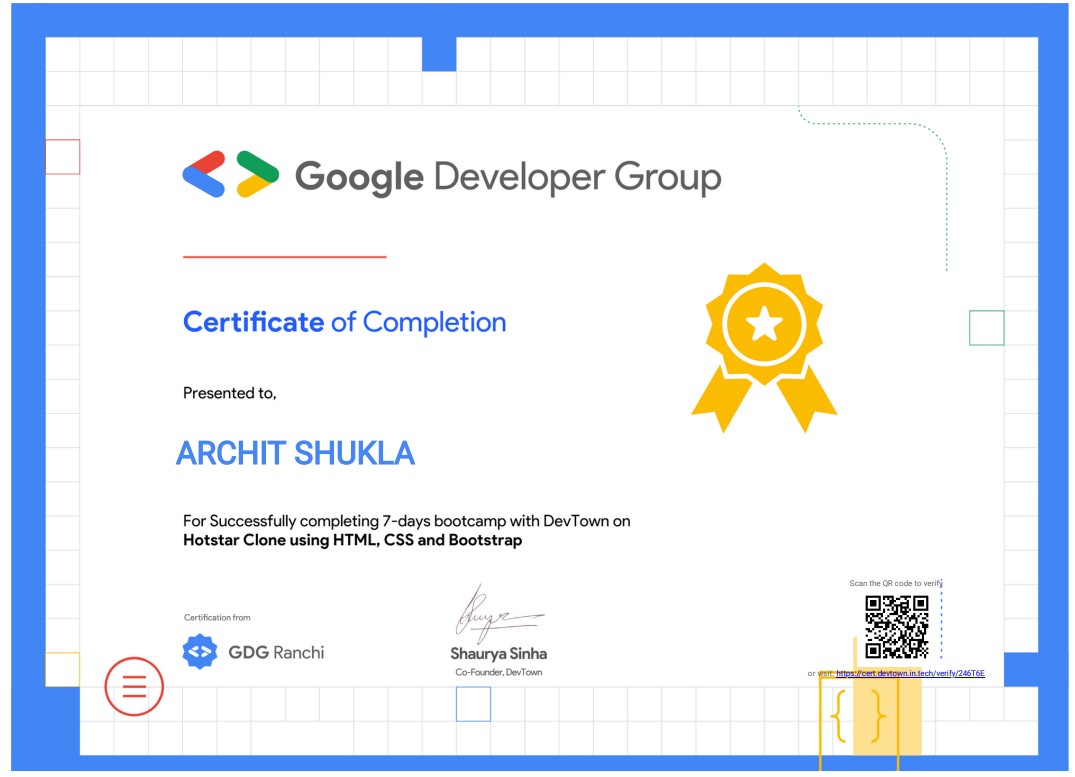 Google Developer Group
Certificate of Completion
Presented to,
ARCHIT SHUKLA
For Successfully completing 7-days bootcamp with DevTown on
Hotstar Clone using HTML, CSS and Bootstrap
Certification from
GDG Ranchi
Shaurya Sinha
Co-Founder, DevTown
Scan the QR code to verify
or visit: https://cert.devtown.in.tech/verify/246T6E
{ }